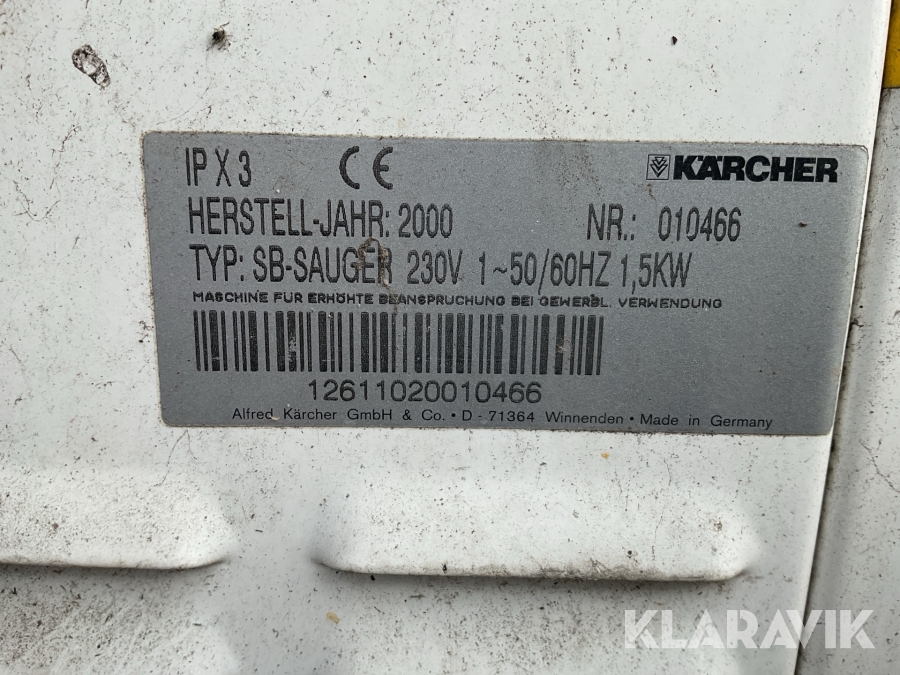 IP X 3 CE KÄRCHER
HERSTELL-JAHR: 2000 NR.: 010466
TYP: SB-SAUGER 230V 1~50/60HZ 1,5KW
MASCHINE FÜR ERHÖHTE BEANSPRUCHUNG BEI GEWERBL. VERWENDUNG
12611020010466
Alfred Kärcher GmbH & Co. • D - 71364 Winnenden • Made in Germany
KLARAVIK